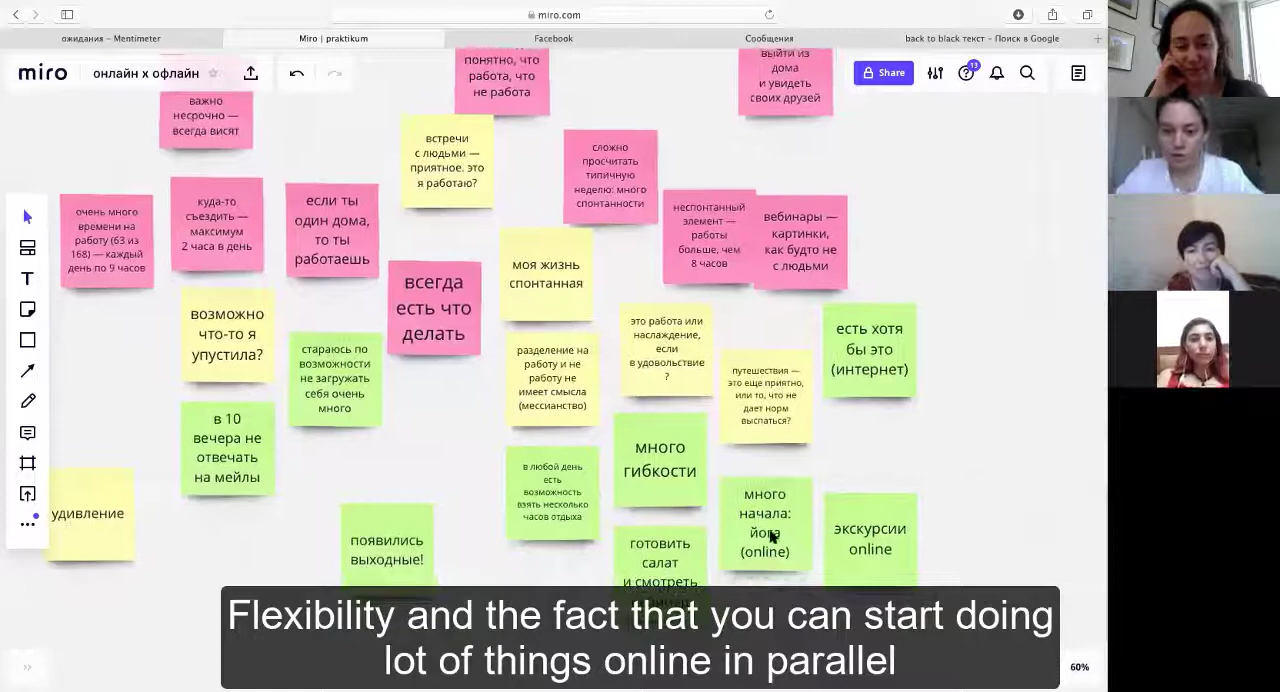 miro.com
ожидания – Mentimeter
Miro | praktikum
Facebook
Сообщения
back to black текст – Поиск в Google
miro
онлайн х офлайн
Share
13
понятно, что
работа, что
не работа
выйти из
дома
и увидеть
своих друзей
важно
несрочно —
всегда висят
встречи
с людьми —
приятное. это
я работаю?
сложно
просчитать
типичную
неделю: много
спонтанности
очень много
времени на
работу (63 из
168) — каждый
день по 9 часов
куда-то
съездить —
максимум
2 часа в день
если ты
один дома,
то ты
работаешь
неспонтанный
элемент —
работы
больше, чем
8 часов
вебинары —
картинки,
как будто не
с людьми
всегда
есть что
делать
моя жизнь
спонтанная
возможно
что-то я
упустила?
стараюсь по
возможности
не загружать
себя очень
много
разделение на
работу и не
работу не
имеет смысла
(мессианство)
это работа или
наслаждение,
если
в удовольствие
?
путешествия —
это еще приятно,
или то, что не
дает норм
выспаться?
есть хотя
бы это
(интернет)
в 10
вечера не
отвечать
на мейлы
много
гибкости
в любой день
есть
возможность
взять несколько
часов отдыха
много
начала:
йога
(online)
экскурсии
online
удивление
появились
выходные!
готовить
салат
и смотреть
Flexibility and the fact that you can start doing
lot of things online in parallel
60%